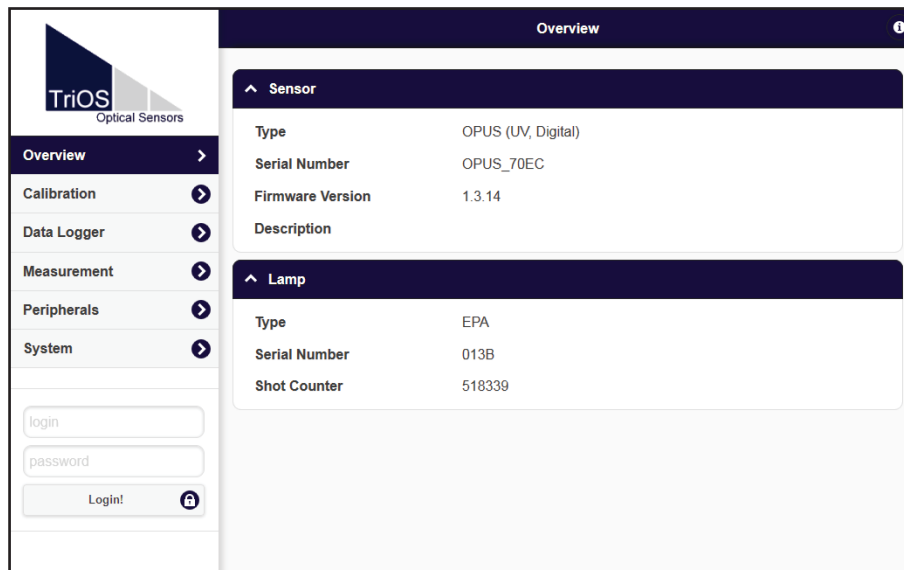 TriOS
Optical Sensors
Overview
Calibration
Data Logger
Measurement
Peripherals
System
login
password
Login!
Overview
Sensor
Type OPUS (UV, Digital)
Serial Number OPUS_70EC
Firmware Version 1.3.14
Description
Lamp
Type EPA
Serial Number 013B
Shot Counter 518339